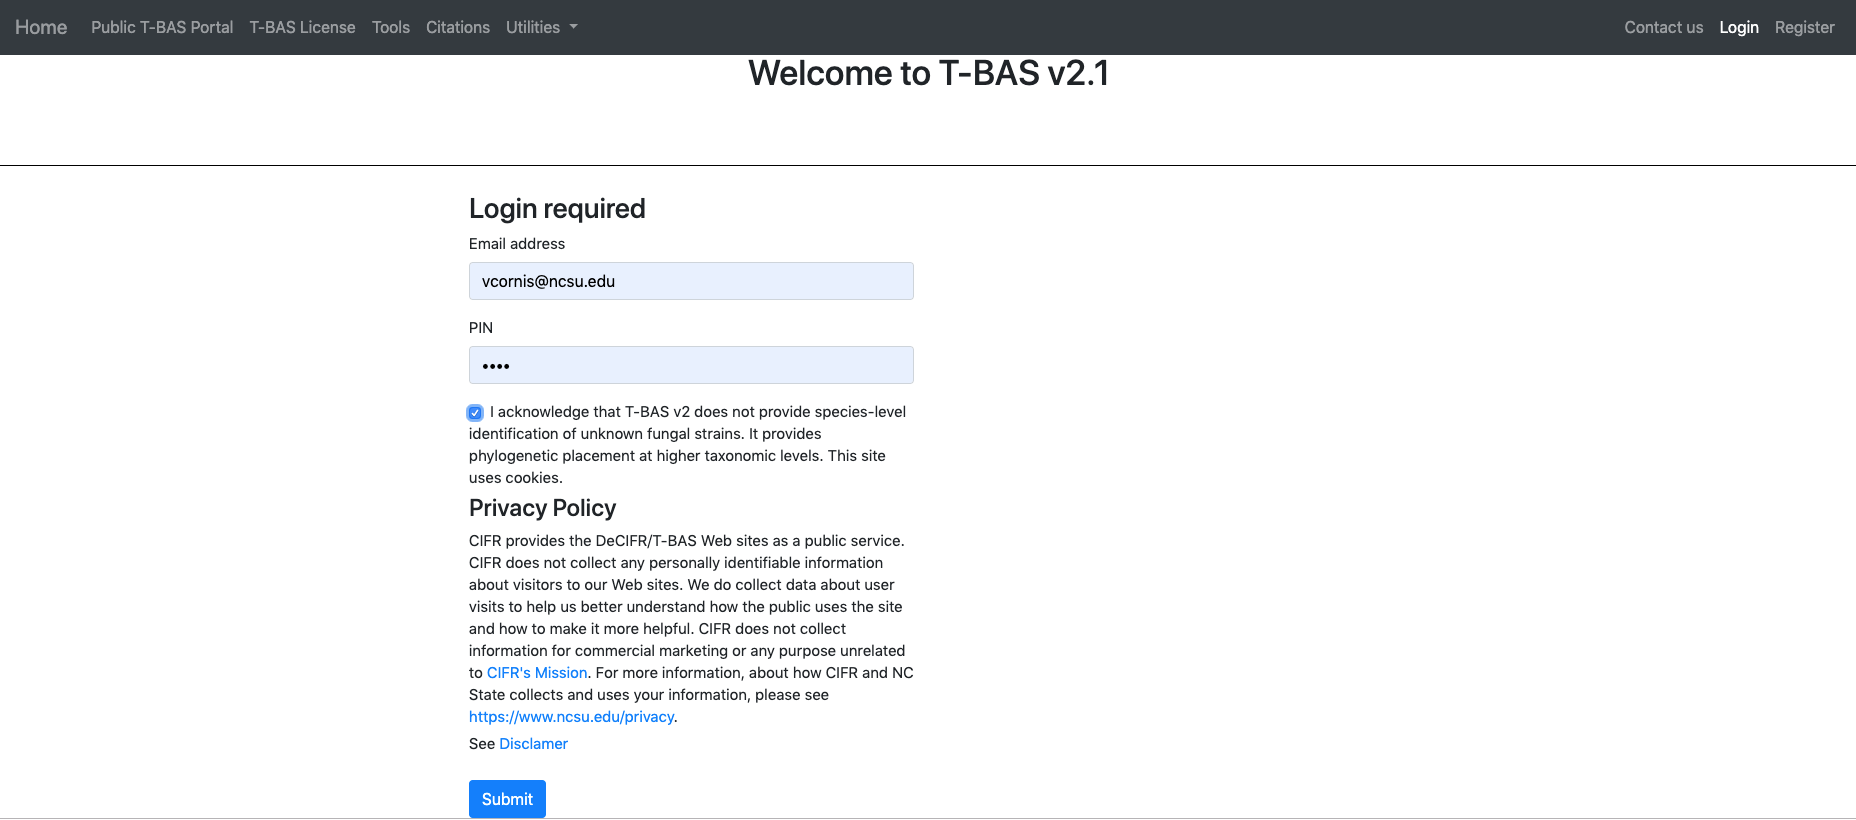 Home Public T-BAS Portal T-BAS License Tools Citations Utilities Contact us Login Register
Welcome to T-BAS v2.1
Login required
Email address
vcornis@ncsu.edu
PIN
••••
I acknowledge that T-BAS v2 does not provide species-level
identification of unknown fungal strains. It provides
phylogenetic placement at higher taxonomic levels. This site
uses cookies.
Privacy Policy
CIFR provides the DeCIFR/T-BAS Web sites as a public service.
CIFR does not collect any personally identifiable information
about visitors to our Web sites. We do collect data about user
visits to help us better understand how the public uses the site
and how to make it more helpful. CIFR does not collect
information for commercial marketing or any purpose unrelated
to CIFR's Mission. For more information, about how CIFR and NC
State collects and uses your information, please see
https://www.ncsu.edu/privacy.
See Disclamer
Submit